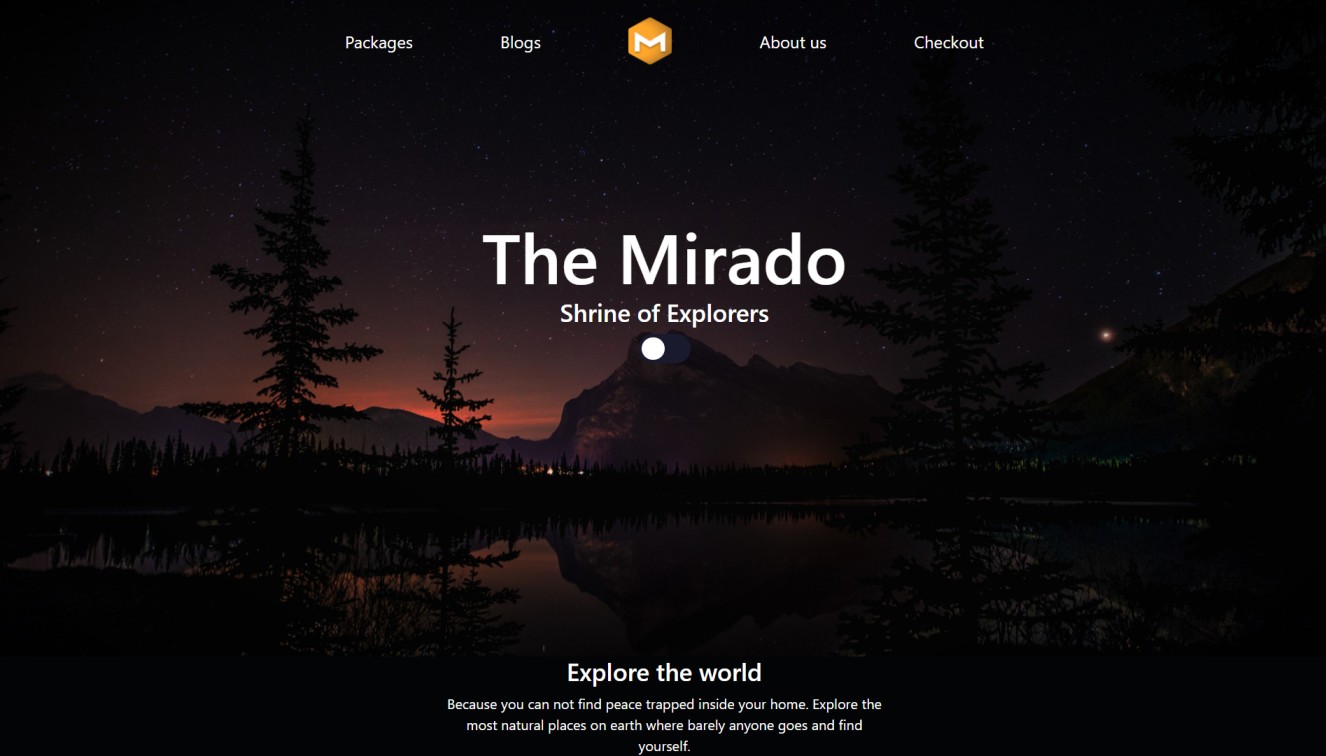 Packages Blogs M About us Checkout
The Mirado
Shrine of Explorers
Explore the world
Because you can not find peace trapped inside your home. Explore the
most natural places on earth where barely anyone goes and find
yourself.